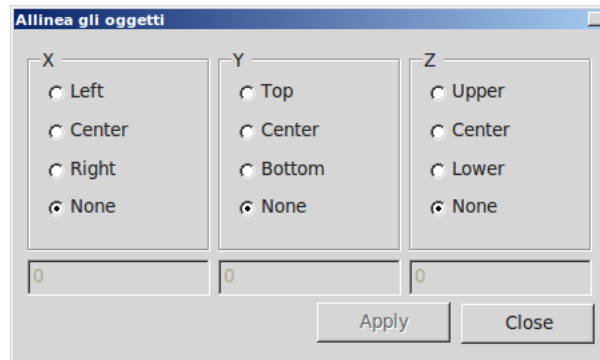 Allinea gli oggetti
X
Left
Center
Right
None
0
Y
Top
Center
Bottom
None
0
Z
Upper
Center
Lower
None
0
Apply
Close